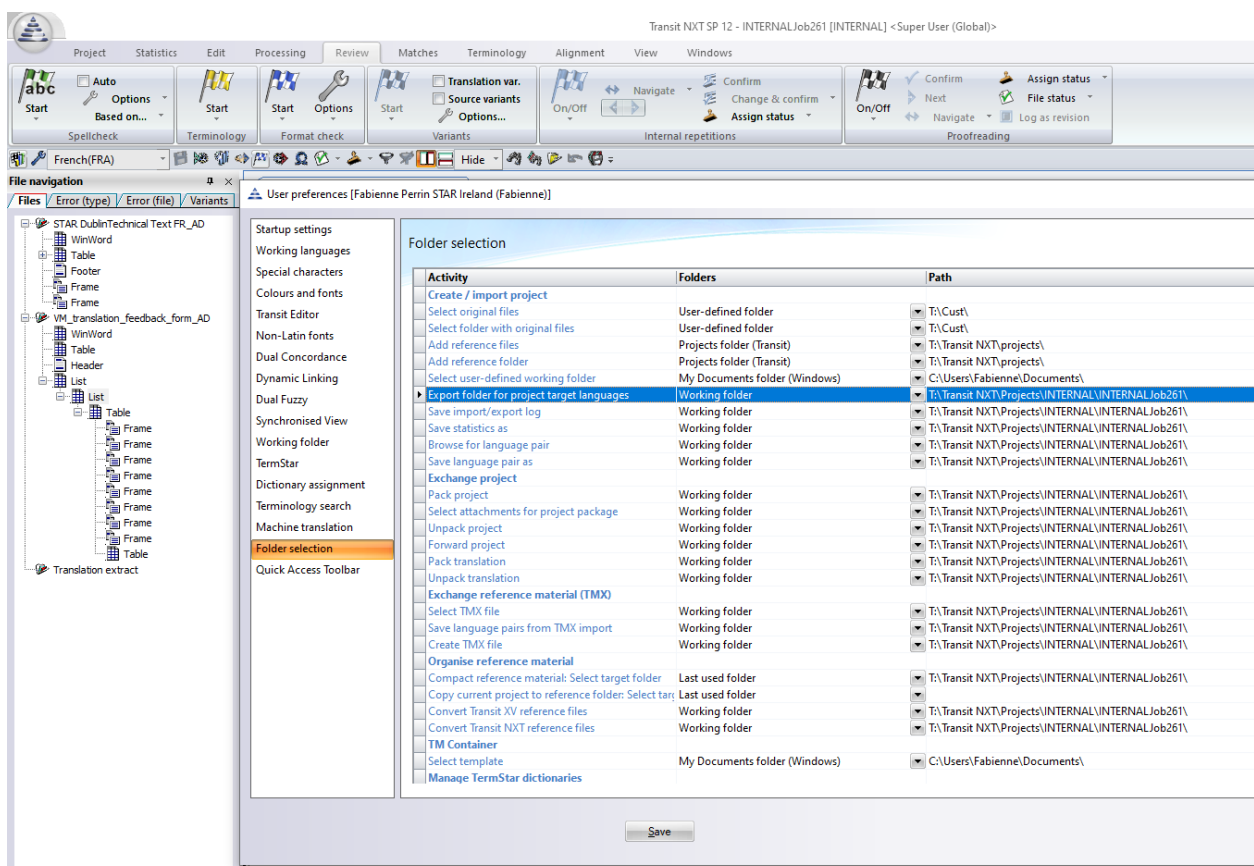 Transit NXT SP 12 - INTERNALJob261 [INTERNAL] <Super User (Global)>
Project Statistics Edit Processing Review Matches Terminology Alignment View Windows
abc
Start
Auto
Options
Based on...
Spellcheck
Start
Terminology
Start
Options
Format check
Start
Translation var.
Source variants
Options...
Variants
On/Off
Navigate
Confirm
Change & confirm
Assign status
Internal repetitions
On/Off
Confirm
Next
Navigate
Assign status
File status
Log as revision
Proofreading
French(FRA)
Hide
File navigation
Files Error (type) Error (file) Variants
STAR DublinTechnical Text FR_AD
WinWord
Table
Footer
Frame
Frame
VM_translation_feedback_form_AD
WinWord
Table
Header
List
List
Table
Frame
Frame
Frame
Frame
Frame
Frame
Frame
Frame
Table
Translation extract
User preferences [Fabienne Perrin STAR Ireland (Fabienne)]
Startup settings
Working languages
Special characters
Colours and fonts
Transit Editor
Non-Latin fonts
Dual Concordance
Dynamic Linking
Dual Fuzzy
Synchronised View
Working folder
TermStar
Dictionary assignment
Terminology search
Machine translation
Folder selection
Quick Access Toolbar
Folder selection
Activity Folders Path
Create / import project
Select original files User-defined folder T:\Cust\
Select folder with original files User-defined folder T:\Cust\
Add reference files Projects folder (Transit) T:\Transit NXT\projects\
Add reference folder Projects folder (Transit) T:\Transit NXT\projects\
Select user-defined working folder My Documents folder (Windows) C:\Users\Fabienne\Documents\
Export folder for project target languages Working folder T:\Transit NXT\Projects\INTERNAL\INTERNALJob261\
Save import/export log Working folder T:\Transit NXT\Projects\INTERNAL\INTERNALJob261\
Save statistics as Working folder T:\Transit NXT\Projects\INTERNAL\INTERNALJob261\
Browse for language pair Working folder T:\Transit NXT\Projects\INTERNAL\INTERNALJob261\
Save language pair as Working folder T:\Transit NXT\Projects\INTERNAL\INTERNALJob261\
Exchange project
Pack project Working folder T:\Transit NXT\Projects\INTERNAL\INTERNALJob261\
Select attachments for project package Working folder T:\Transit NXT\Projects\INTERNAL\INTERNALJob261\
Unpack project Working folder T:\Transit NXT\Projects\INTERNAL\INTERNALJob261\
Forward project Working folder T:\Transit NXT\Projects\INTERNAL\INTERNALJob261\
Pack translation Working folder T:\Transit NXT\Projects\INTERNAL\INTERNALJob261\
Unpack translation Working folder T:\Transit NXT\Projects\INTERNAL\INTERNALJob261\
Exchange reference material (TMX)
Select TMX file Working folder T:\Transit NXT\Projects\INTERNAL\INTERNALJob261\
Save language pairs from TMX import Working folder T:\Transit NXT\Projects\INTERNAL\INTERNALJob261\
Create TMX file Working folder T:\Transit NXT\Projects\INTERNAL\INTERNALJob261\
Organise reference material
Compact reference material: Select target folder Last used folder T:\Transit NXT\Projects\INTERNAL\INTERNALJob261\
Copy current project to reference folder: Select targ Last used folder
Convert Transit XV reference files Working folder T:\Transit NXT\Projects\INTERNAL\INTERNALJob261\
Convert Transit NXT reference files Working folder T:\Transit NXT\Projects\INTERNAL\INTERNALJob261\
TM Container
Select template My Documents folder (Windows) C:\Users\Fabienne\Documents\
Manage TermStar dictionaries
Save